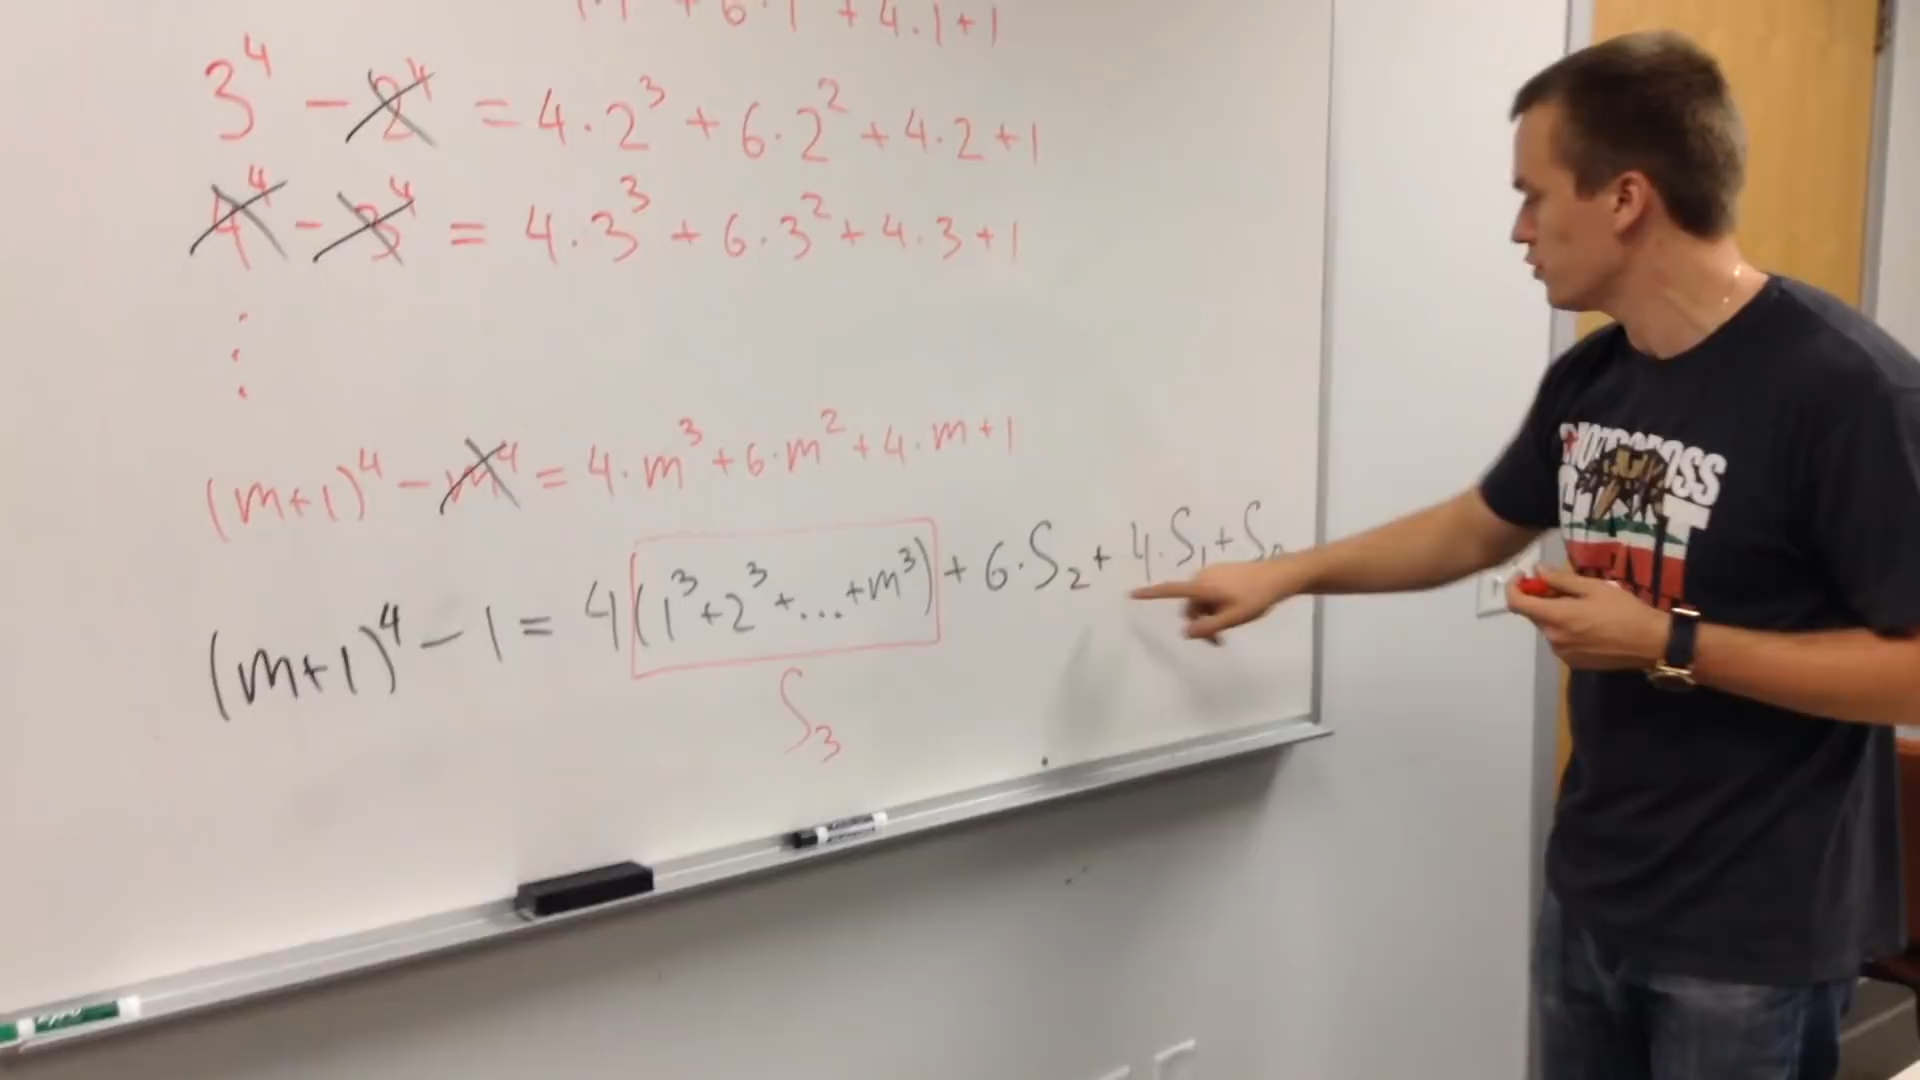 + 6·1 + 4.1+1
3⁴ - 2⁴ = 4·2³ + 6·2² + 4·2 + 1
4⁴ - 3⁴ = 4·3³ + 6·3² + 4·3 + 1
⋮
(m+1)⁴ - m⁴ = 4·m³ + 6·m² + 4·m + 1
(m+1)⁴ - 1 = 4(1³+2³+...+m³) + 6·S₂ + 4·S₁ + S₀
S₃
EXPO